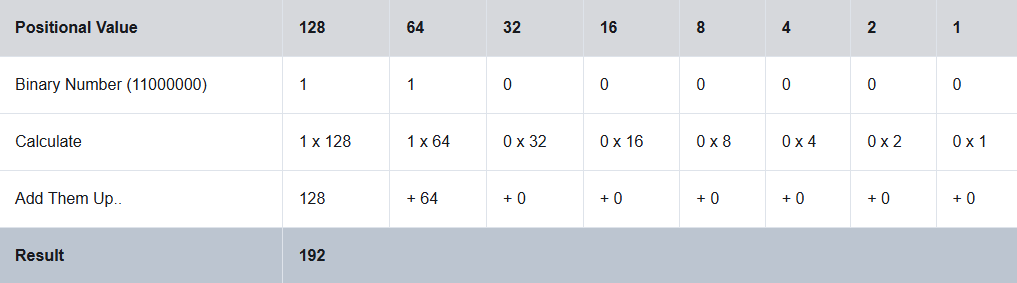 Positional Value 128 64 32 16 8 4 2 1
Binary Number (11000000) 1 1 0 0 0 0 0 0
Calculate 1 x 128 1 x 64 0 x 32 0 x 16 0 x 8 0 x 4 0 x 2 0 x 1
Add Them Up.. 128 + 64 + 0 + 0 + 0 + 0 + 0 + 0
Result 192